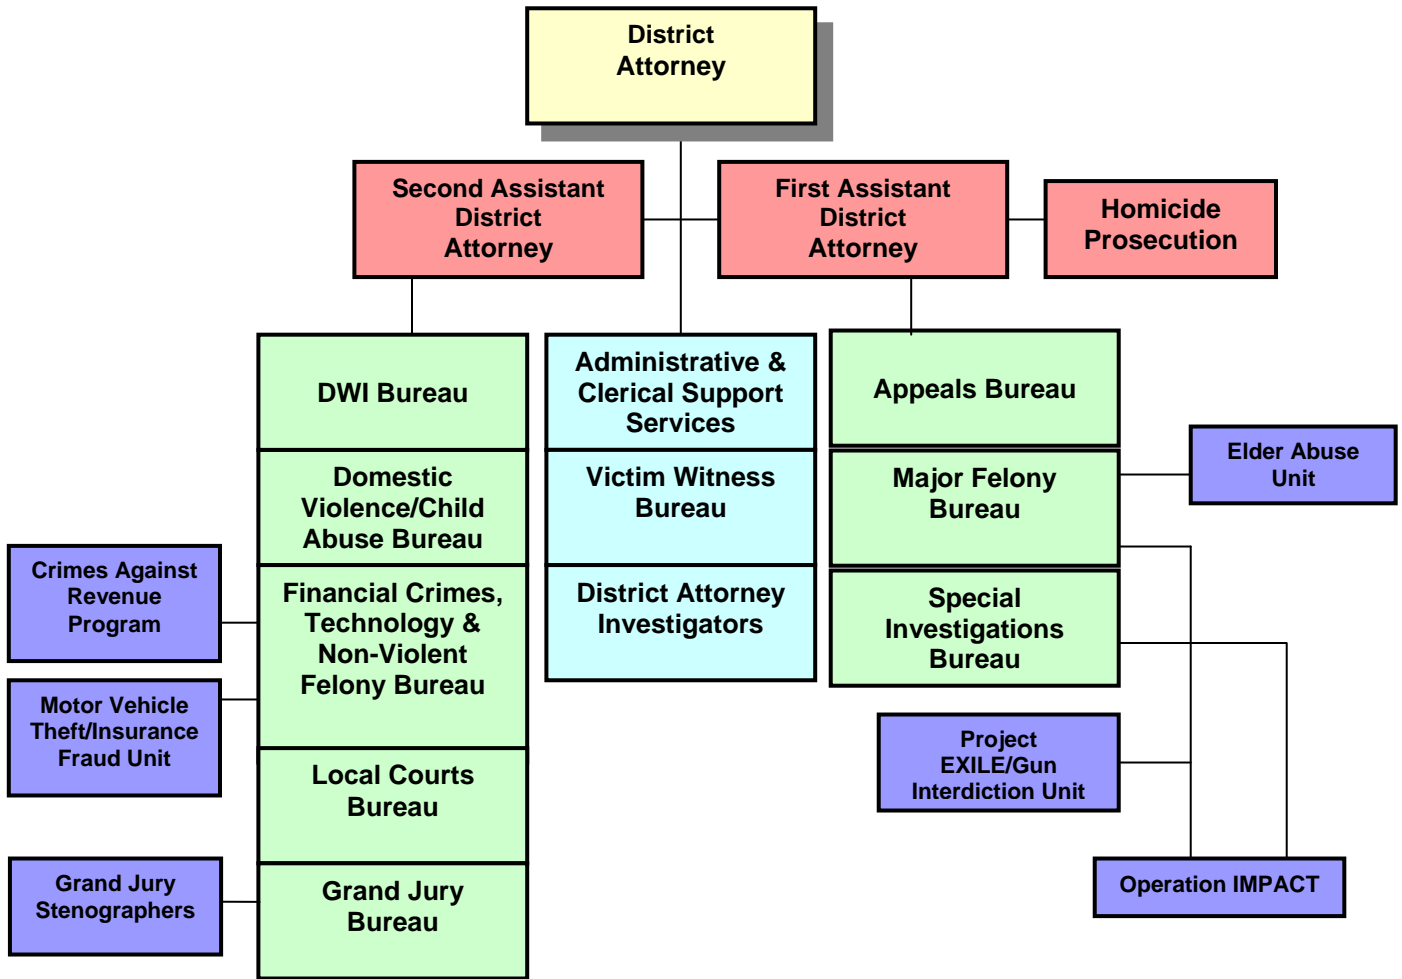 District
Attorney
Second Assistant
District
Attorney
First Assistant
District
Attorney
Homicide
Prosecution
DWI Bureau
Domestic
Violence/Child
Abuse Bureau
Financial Crimes,
Technology &
Non-Violent
Felony Bureau
Local Courts
Bureau
Grand Jury
Bureau
Administrative &
Clerical Support
Services
Victim Witness
Bureau
District Attorney
Investigators
Appeals Bureau
Major Felony
Bureau
Special
Investigations
Bureau
Elder Abuse
Unit
Crimes Against
Revenue
Program
Motor Vehicle
Theft/Insurance
Fraud Unit
Grand Jury
Stenographers
Project
EXILE/Gun
Interdiction Unit
Operation IMPACT